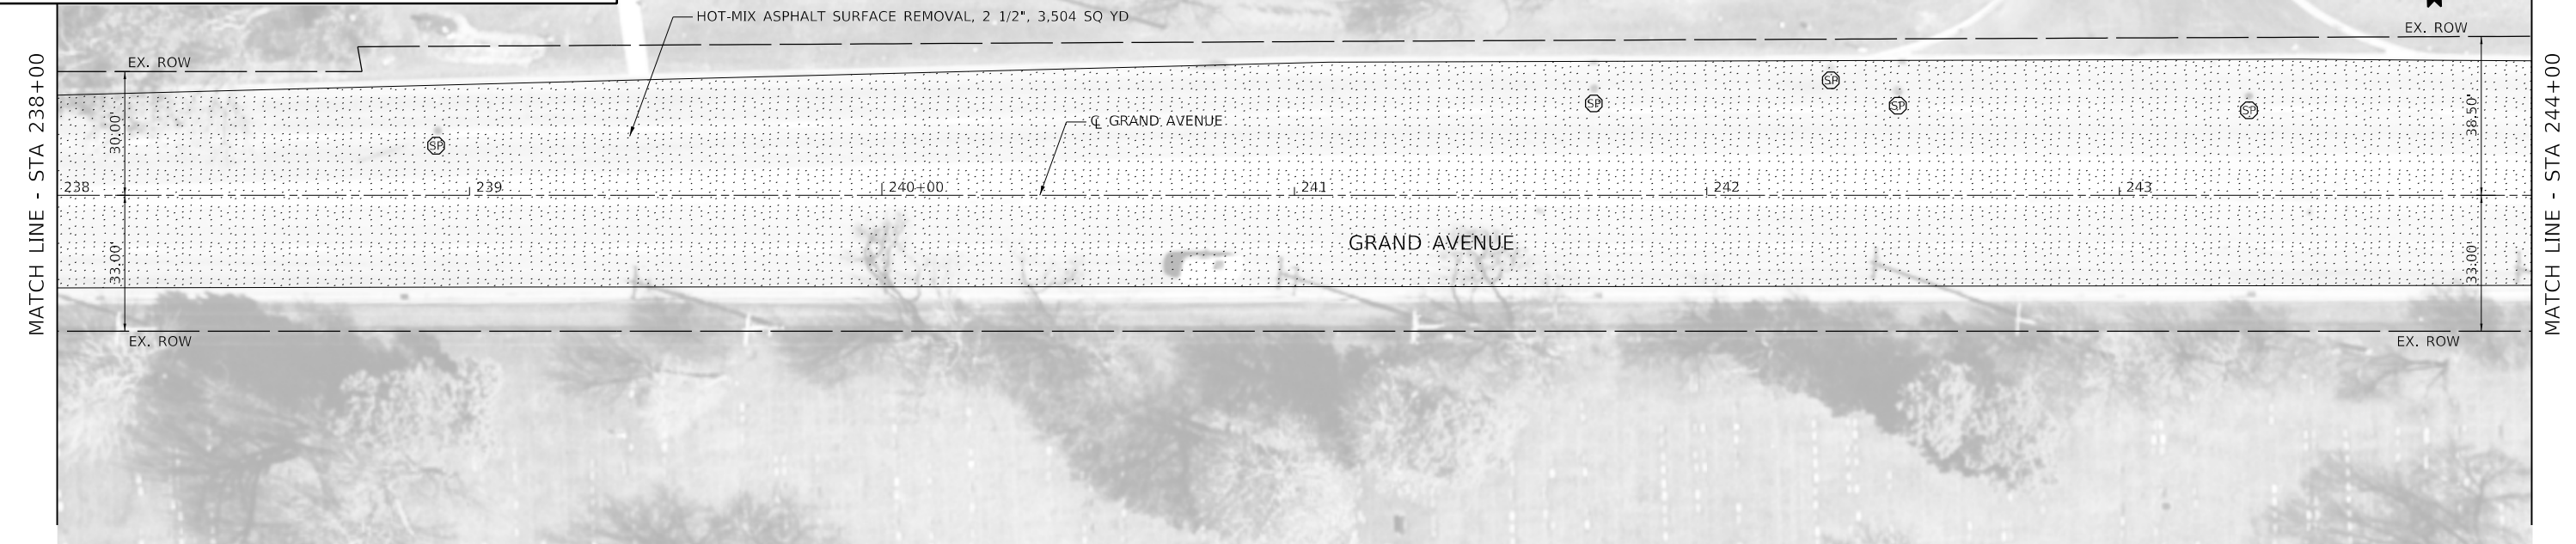 HOT-MIX ASPHALT SURFACE REMOVAL, 2 1/2", 3,504 SQ YD
EX. ROW
EX. ROW
MATCH LINE - STA 238+00
MATCH LINE - STA 244+00
SP
SP
SP
SP
SP
30.00'
38.50'
℄ GRAND AVENUE
238
239
240+00
241
242
243
GRAND AVENUE
33.00'
33.00'
EX. ROW
EX. ROW